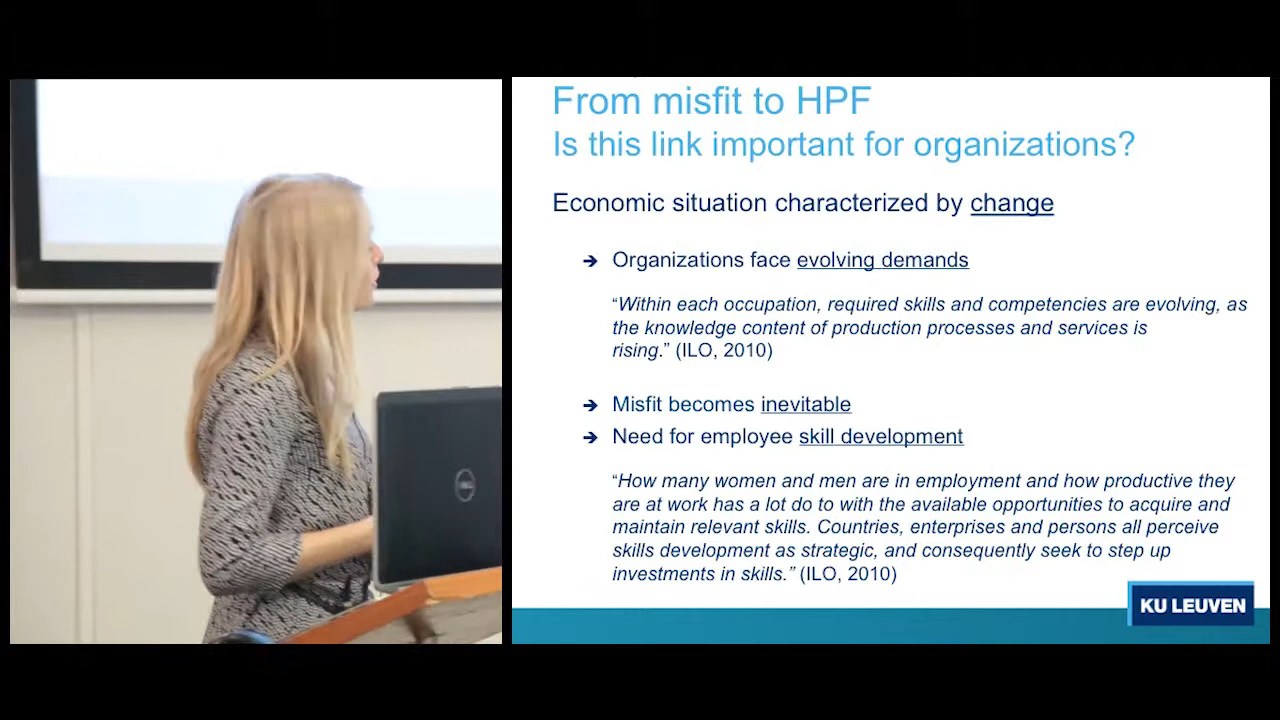 From misfit to HPF
Is this link important for organizations?
Economic situation characterized by change
➔ Organizations face evolving demands
“Within each occupation, required skills and competencies are evolving, as
the knowledge content of production processes and services is
rising.” (ILO, 2010)
➔ Misfit becomes inevitable
➔ Need for employee skill development
“How many women and men are in employment and how productive they
are at work has a lot do to with the available opportunities to acquire and
maintain relevant skills. Countries, enterprises and persons all perceive
skills development as strategic, and consequently seek to step up
investments in skills.” (ILO, 2010)
KU LEUVEN
DELL